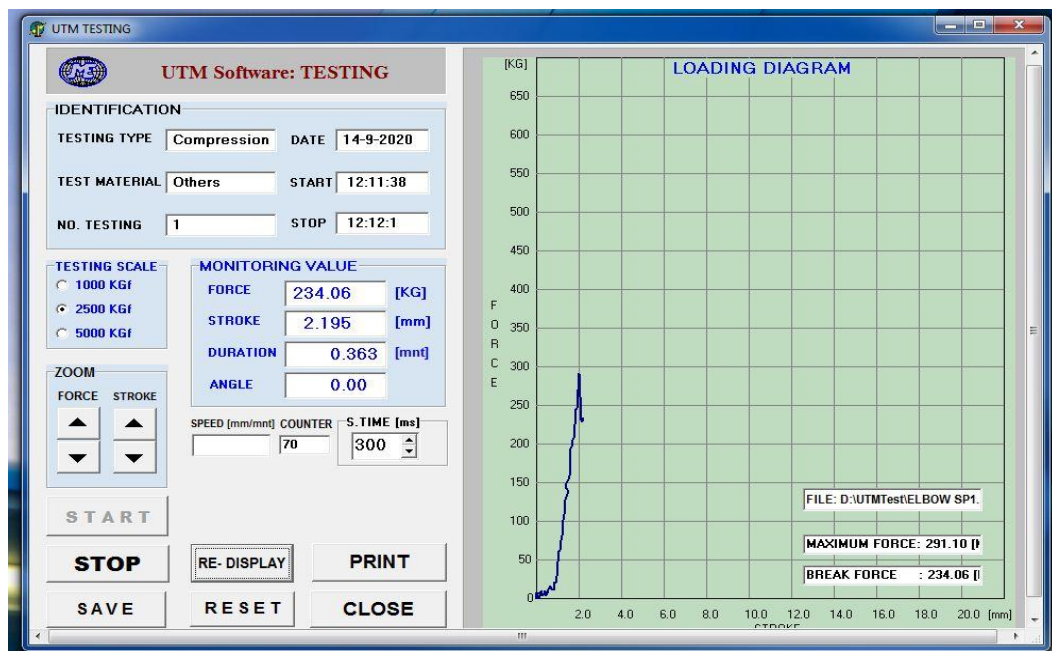 UTM TESTING
UTM Software: TESTING
IDENTIFICATION
TESTING TYPE Compression DATE 14-9-2020
TEST MATERIAL Others START 12:11:38
NO. TESTING 1 STOP 12:12:1
TESTING SCALE
1000 KGf
2500 KGf
5000 KGf
MONITORING VALUE
FORCE 234.06 [KG]
STROKE 2.195 [mm]
DURATION 0.363 [mnt]
ANGLE 0.00
ZOOM
FORCE STROKE
SPEED [mm/mnt] COUNTER S.TIME [ms]
70 300
START
STOP RE- DISPLAY PRINT
SAVE RESET CLOSE
[KG] LOADING DIAGRAM
650
600
550
500
450
400
350
300
250
200
150
100
50
0
FORCE
FILE: D:\UTMTest\ELBOW SP1.
MAXIMUM FORCE: 291.10 [
BREAK FORCE : 234.06 [
2.0 4.0 6.0 8.0 10.0 12.0 14.0 16.0 18.0 20.0 [mm]
STROKE